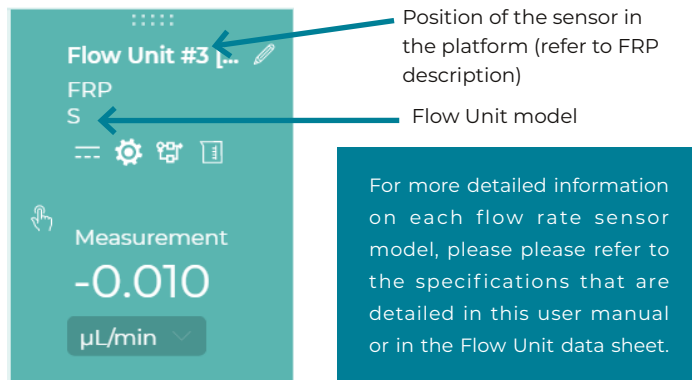 Flow Unit #3 [...
FRP
S
Measurement
-0.010
µL/min
Position of the sensor in
the platform (refer to FRP
description)
Flow Unit model
For more detailed information
on each flow rate sensor
model, please please refer to
the specifications that are
detailed in this user manual
or in the Flow Unit data sheet.